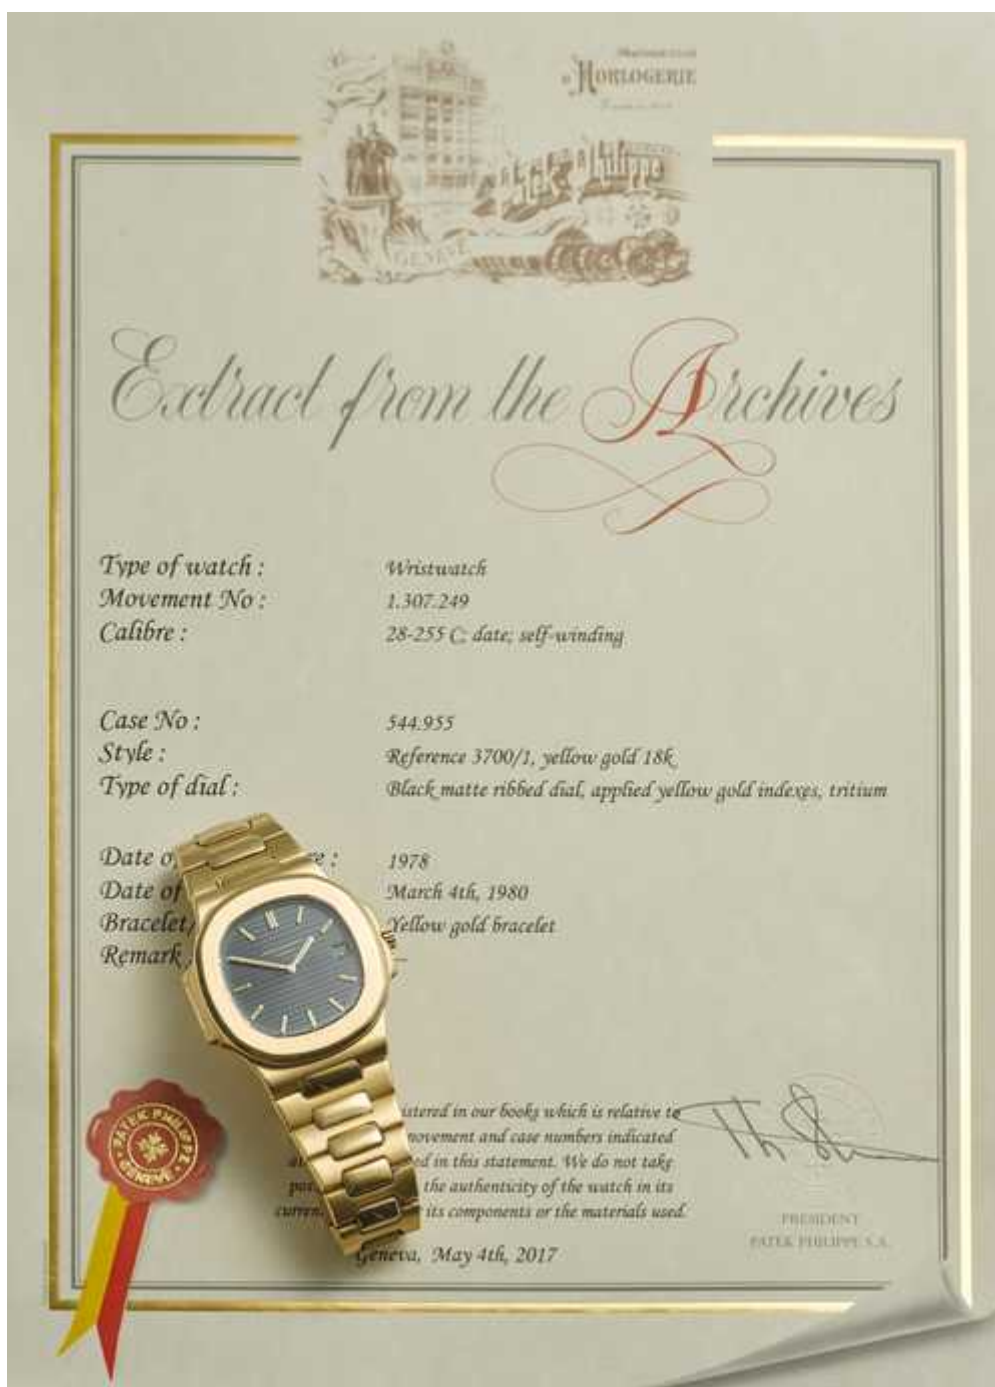 HORLOGERIE
Patek Philippe
GENEVE
Extract from the Archives
Type of watch : Wristwatch
Movement No : 1.307.249
Calibre : 28-255 C; date; self-winding
Case No : 544.955
Style : Reference 3700/1, yellow gold 18k
Type of dial : Black matte ribbed dial, applied yellow gold indexes, tritium
Date o re : 1978
Date of March 4th, 1980
Bracelet Yellow gold bracelet
Remark
istered in our books which is relative to
movement and case numbers indicated
ed in this statement. We do not take
the authenticity of the watch in its
its components or the materials used.
Geneva, May 4th, 2017
PATEK PHILIPPE
GENEVE
PRESIDENT
PATEK PHILIPPE S.A.